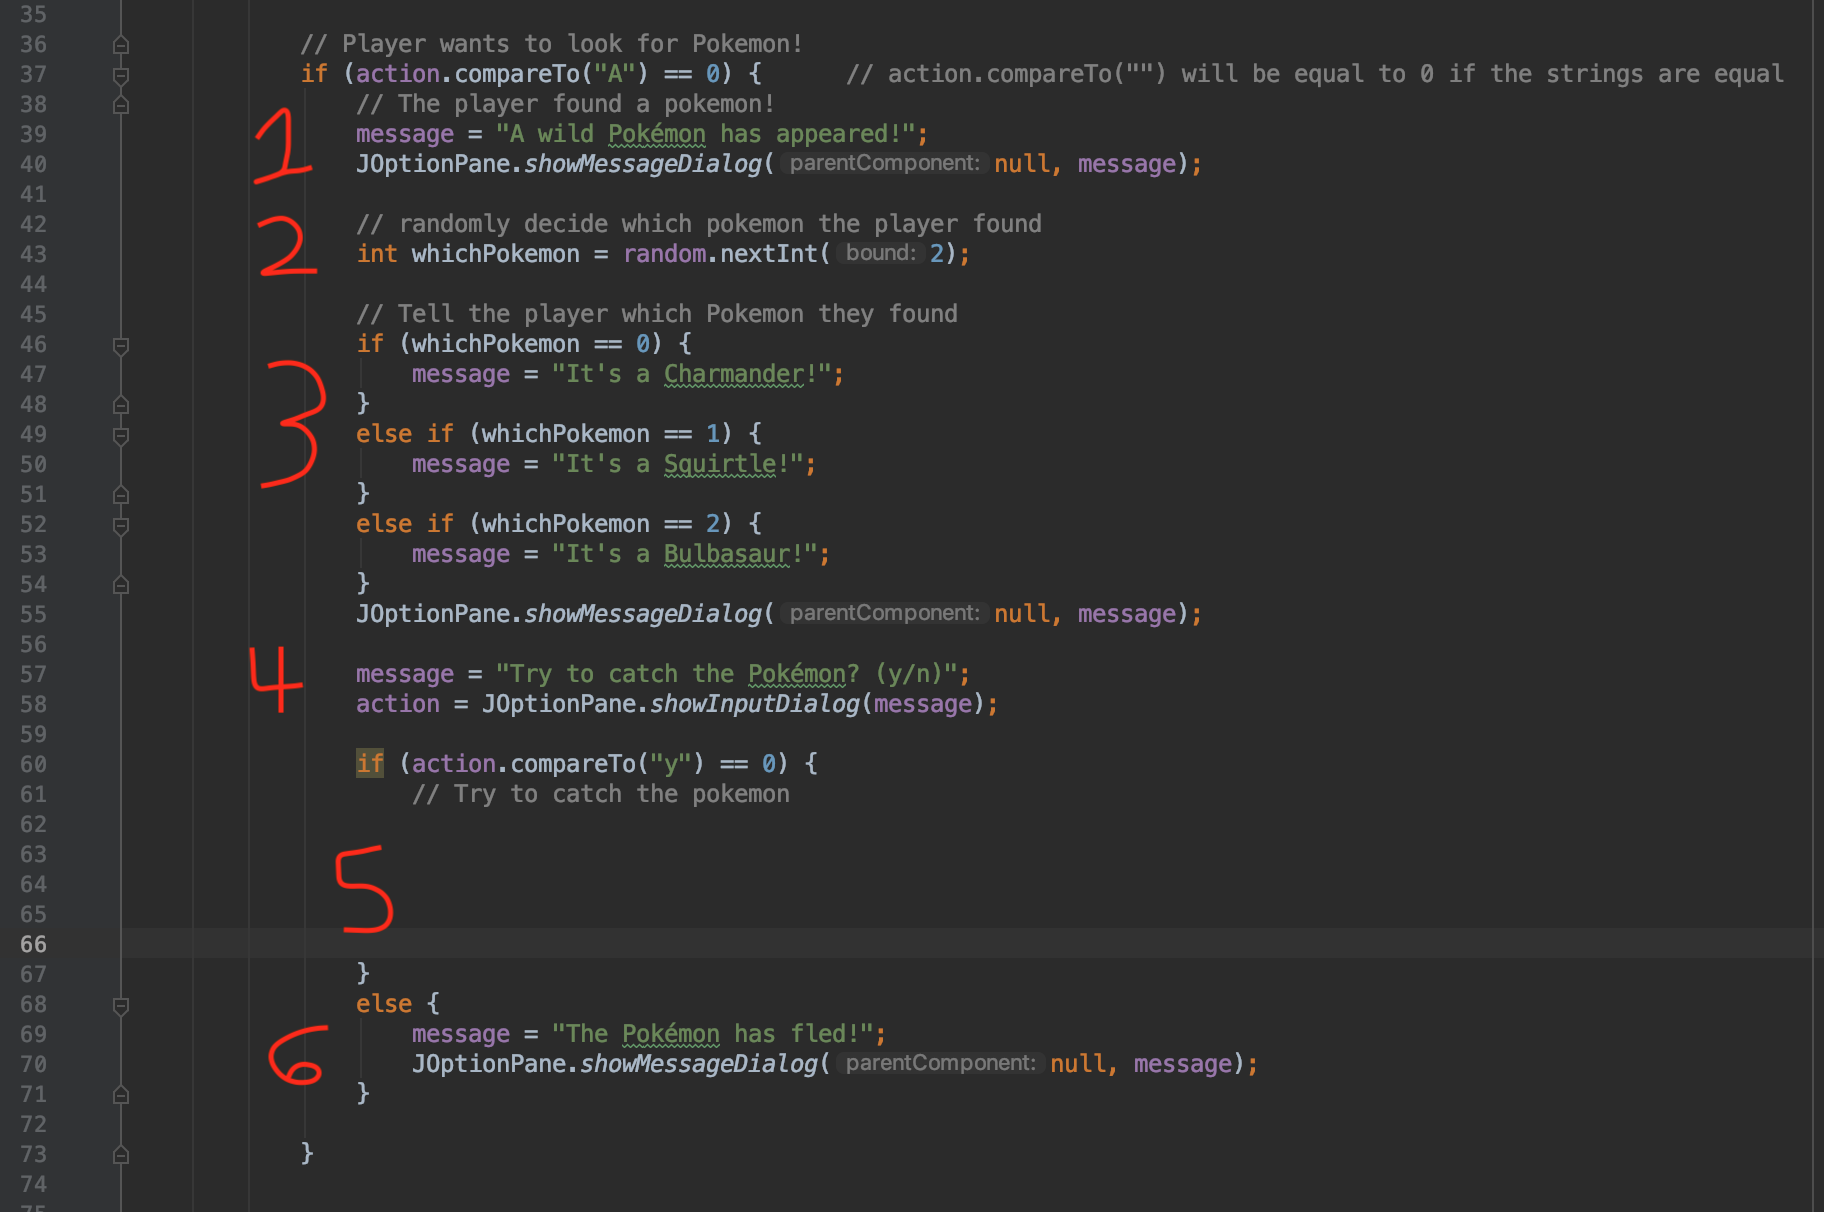 35
36 // Player wants to look for Pokemon!
37 if (action.compareTo("A") == 0) { // action.compareTo("") will be equal to 0 if the strings are equal
38 // The player found a pokemon!
39 message = "A wild Pokémon has appeared!";
1
40 JOptionPane.showMessageDialog( parentComponent: null, message);
41
42 // randomly decide which pokemon the player found
2
43 int whichPokemon = random.nextInt( bound: 2);
44
45 // Tell the player which Pokemon they found
46 if (whichPokemon == 0) {
47 message = "It's a Charmander!";
48 }
3
49 else if (whichPokemon == 1) {
50 message = "It's a Squirtle!";
51 }
52 else if (whichPokemon == 2) {
53 message = "It's a Bulbasaur!";
54 }
55 JOptionPane.showMessageDialog( parentComponent: null, message);
56
4
57 message = "Try to catch the Pokémon? (y/n)";
58 action = JOptionPane.showInputDialog(message);
59
60 if (action.compareTo("y") == 0) {
61 // Try to catch the pokemon
62
63
64
5
65
66
67 }
68 else {
69 message = "The Pokémon has fled!";
6
70 JOptionPane.showMessageDialog( parentComponent: null, message);
71 }
72
73 }
74
75